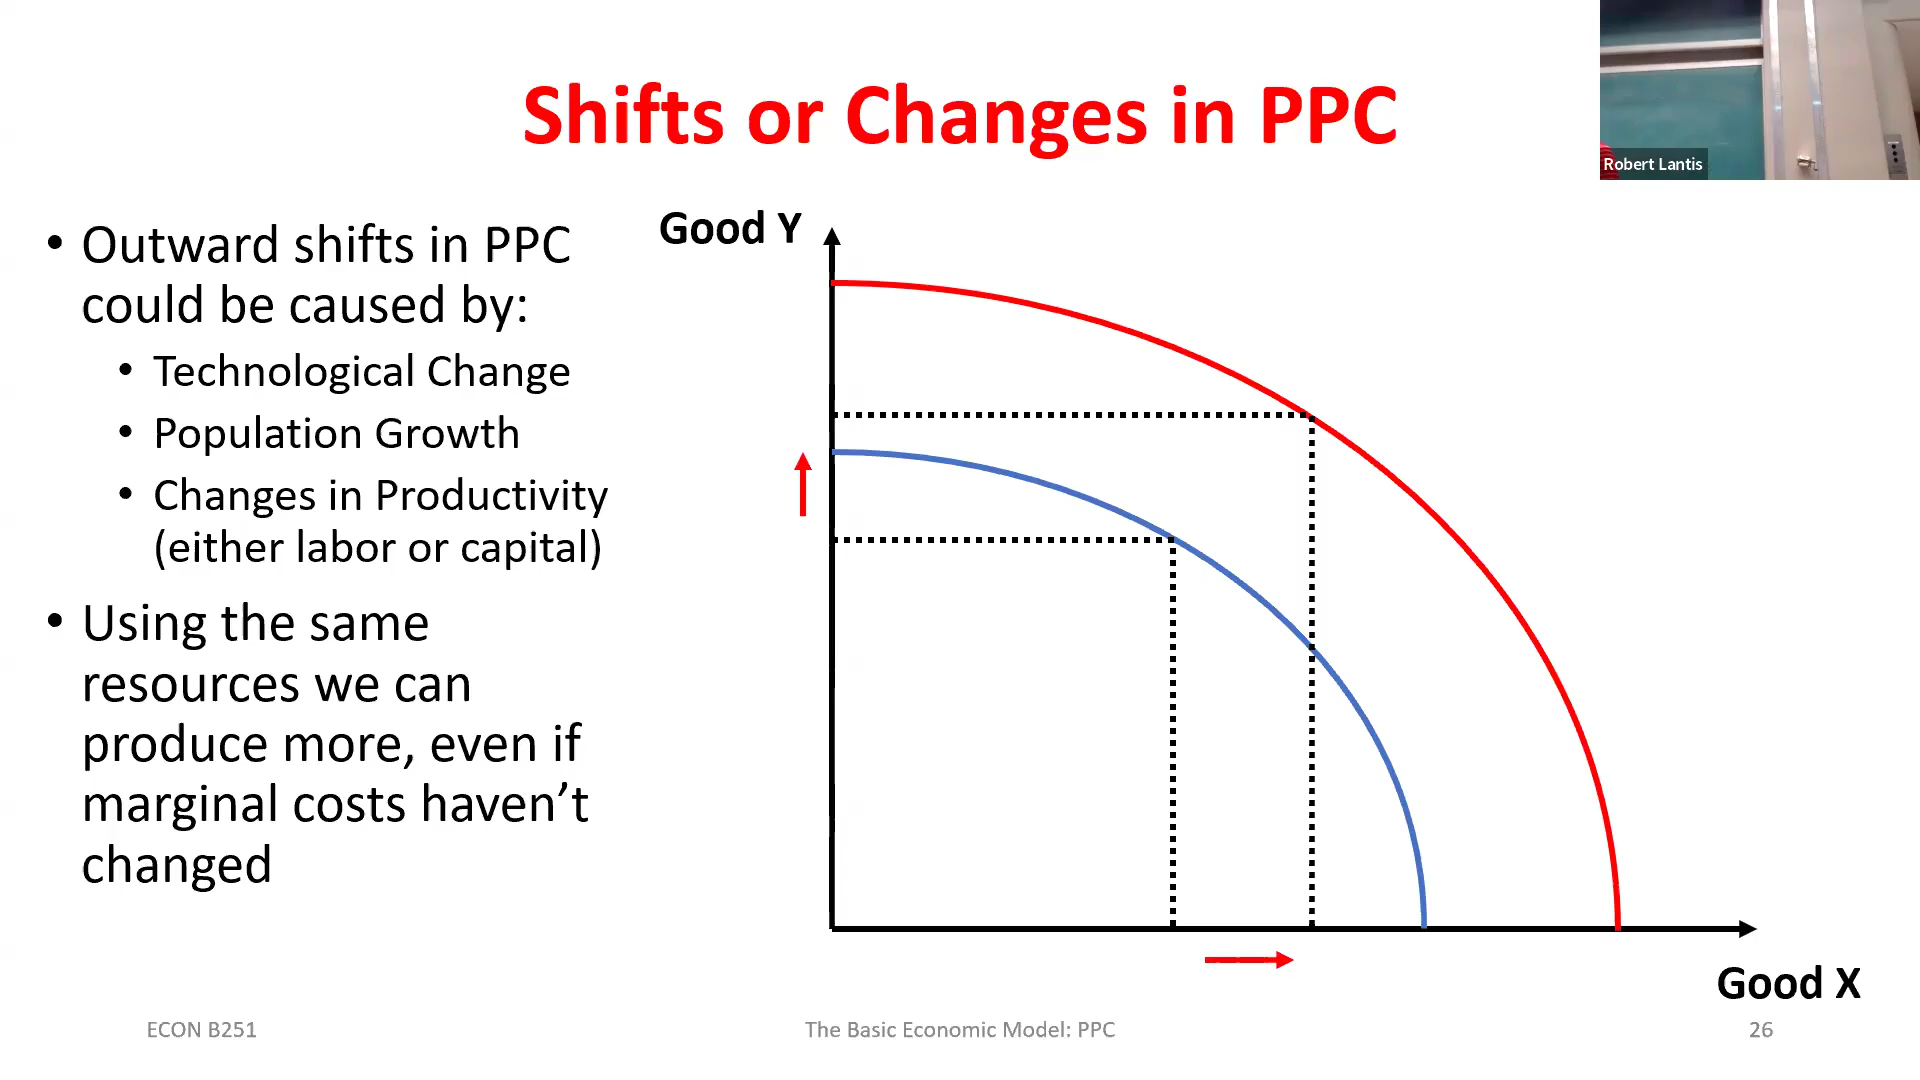 Shifts or Changes in PPC
Robert Lantis
• Outward shifts in PPC
could be caused by:
• Technological Change
• Population Growth
• Changes in Productivity
(either labor or capital)
• Using the same
resources we can
produce more, even if
marginal costs haven’t
changed
Good Y
Good X
ECON B251
The Basic Economic Model: PPC
26